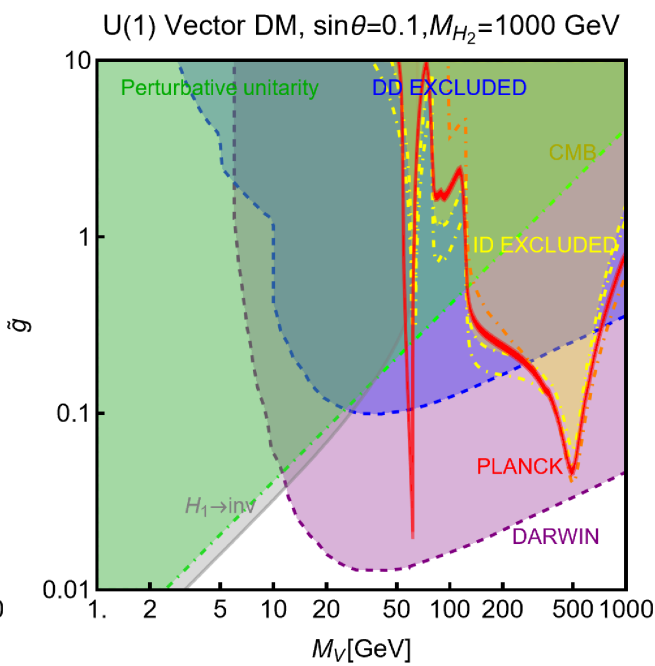 U(1) Vector DM, sinθ=0.1,M_{H_2}=1000 GeV
10
Perturbative unitarity
DD EXCLUDED
CMB
1
ID EXCLUDED
g̃
0.1
PLANCK
H₁→inv
DARWIN
0.01
0
1. 2 5 10 20 50 100 200 500 1000
M_V[GeV]